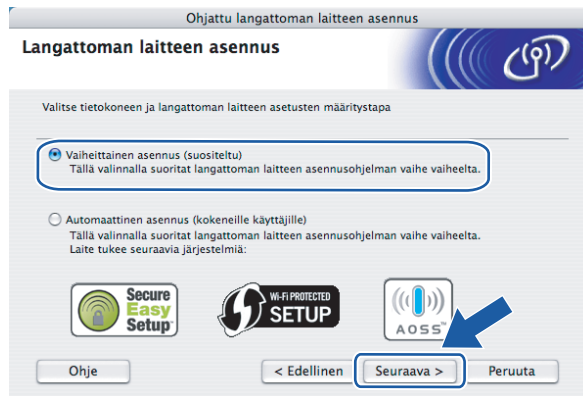 Ohjattu langattoman laitteen asennus
Langattoman laitteen asennus
Valitse tietokoneen ja langattoman laitteen asetusten määritystapa
Vaiheittainen asennus (suositeltu)
Tällä valinnalla suoritat langattoman laitteen asennusohjelman vaihe vaiheelta.
Automaattinen asennus (kokeneille käyttäjille)
Tällä valinnalla suoritat langattoman laitteen asennusohjelman vaihe vaiheelta.
Laite tukee seuraavia järjestelmiä:
Secure
Easy
Setup™
Wi-Fi PROTECTED
SETUP
AOSS™
Ohje
< Edellinen
Seuraava >
Peruuta